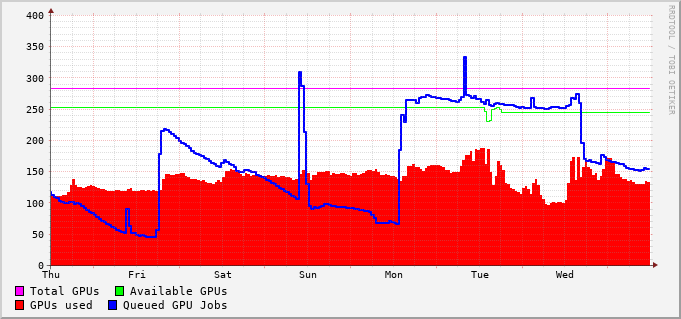 RRDTOOL / TOBI OETIKER
400
350
300
250
200
150
100
50
0
Thu Fri Sat Sun Mon Tue Wed
Total GPUs Available GPUs
GPUs used Queued GPU Jobs